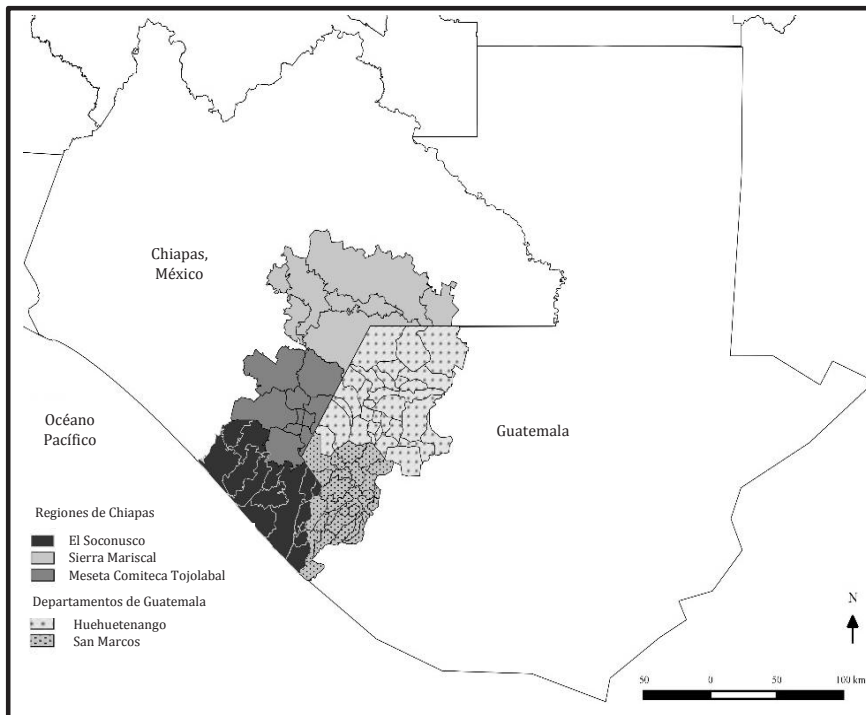 Chiapas,
México
Océano
Pacífico
Guatemala
Regiones de Chiapas
El Soconusco
Sierra Mariscal
Meseta Comiteca Tojolabal
Departamentos de Guatemala
Huehuetenango
San Marcos
N
50 0 50 100 km